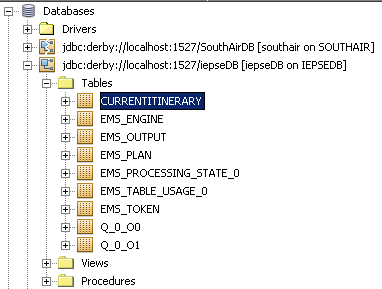 Databases
Drivers
jdbc:derby://localhost:1527/SouthAirDB [southair on SOUTHAIR]
jdbc:derby://localhost:1527/iepseDB [iepseDB on IEPSEDB]
Tables
CURRENTITINERARY
EMS_ENGINE
EMS_OUTPUT
EMS_PLAN
EMS_PROCESSING_STATE_0
EMS_TABLE_USAGE_0
EMS_TOKEN
Q_0_O0
Q_0_O1
Views
Procedures